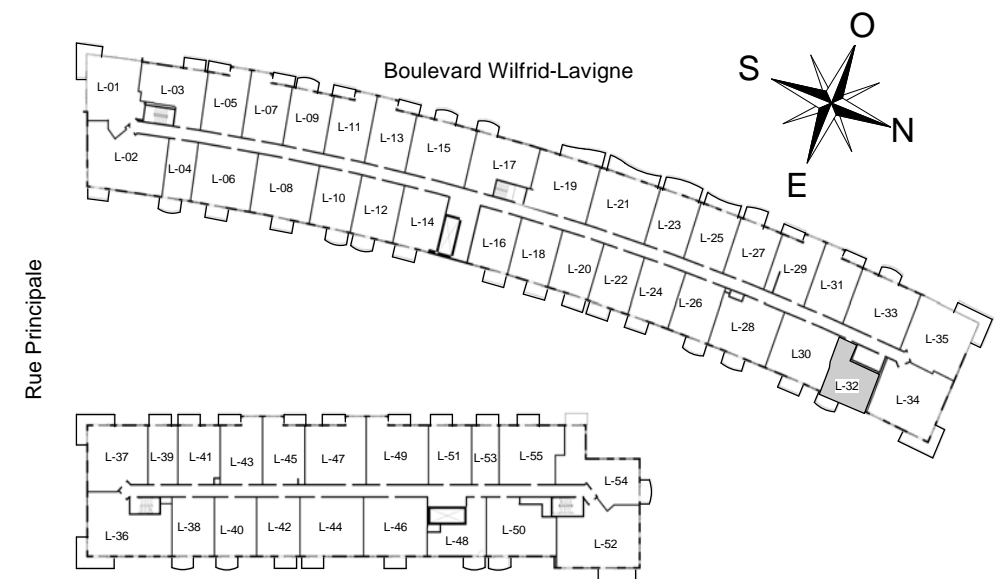 Boulevard Wilfrid-Lavigne
O
S
N
E
Rue Principale
L-01
L-03
L-05
L-07
L-09
L-11
L-13
L-15
L-17
L-19
L-21
L-23
L-25
L-27
L-29
L-31
L-33
L-35
L-02
L-04
L-06
L-08
L-10
L-12
L-14
L-16
L-18
L-20
L-22
L-24
L-26
L-28
L30
L-32
L-34
L-37
L-39
L-41
L-43
L-45
L-47
L-49
L-51
L-53
L-55
L-54
L-36
L-38
L-40
L-42
L-44
L-46
L-48
L-50
L-52